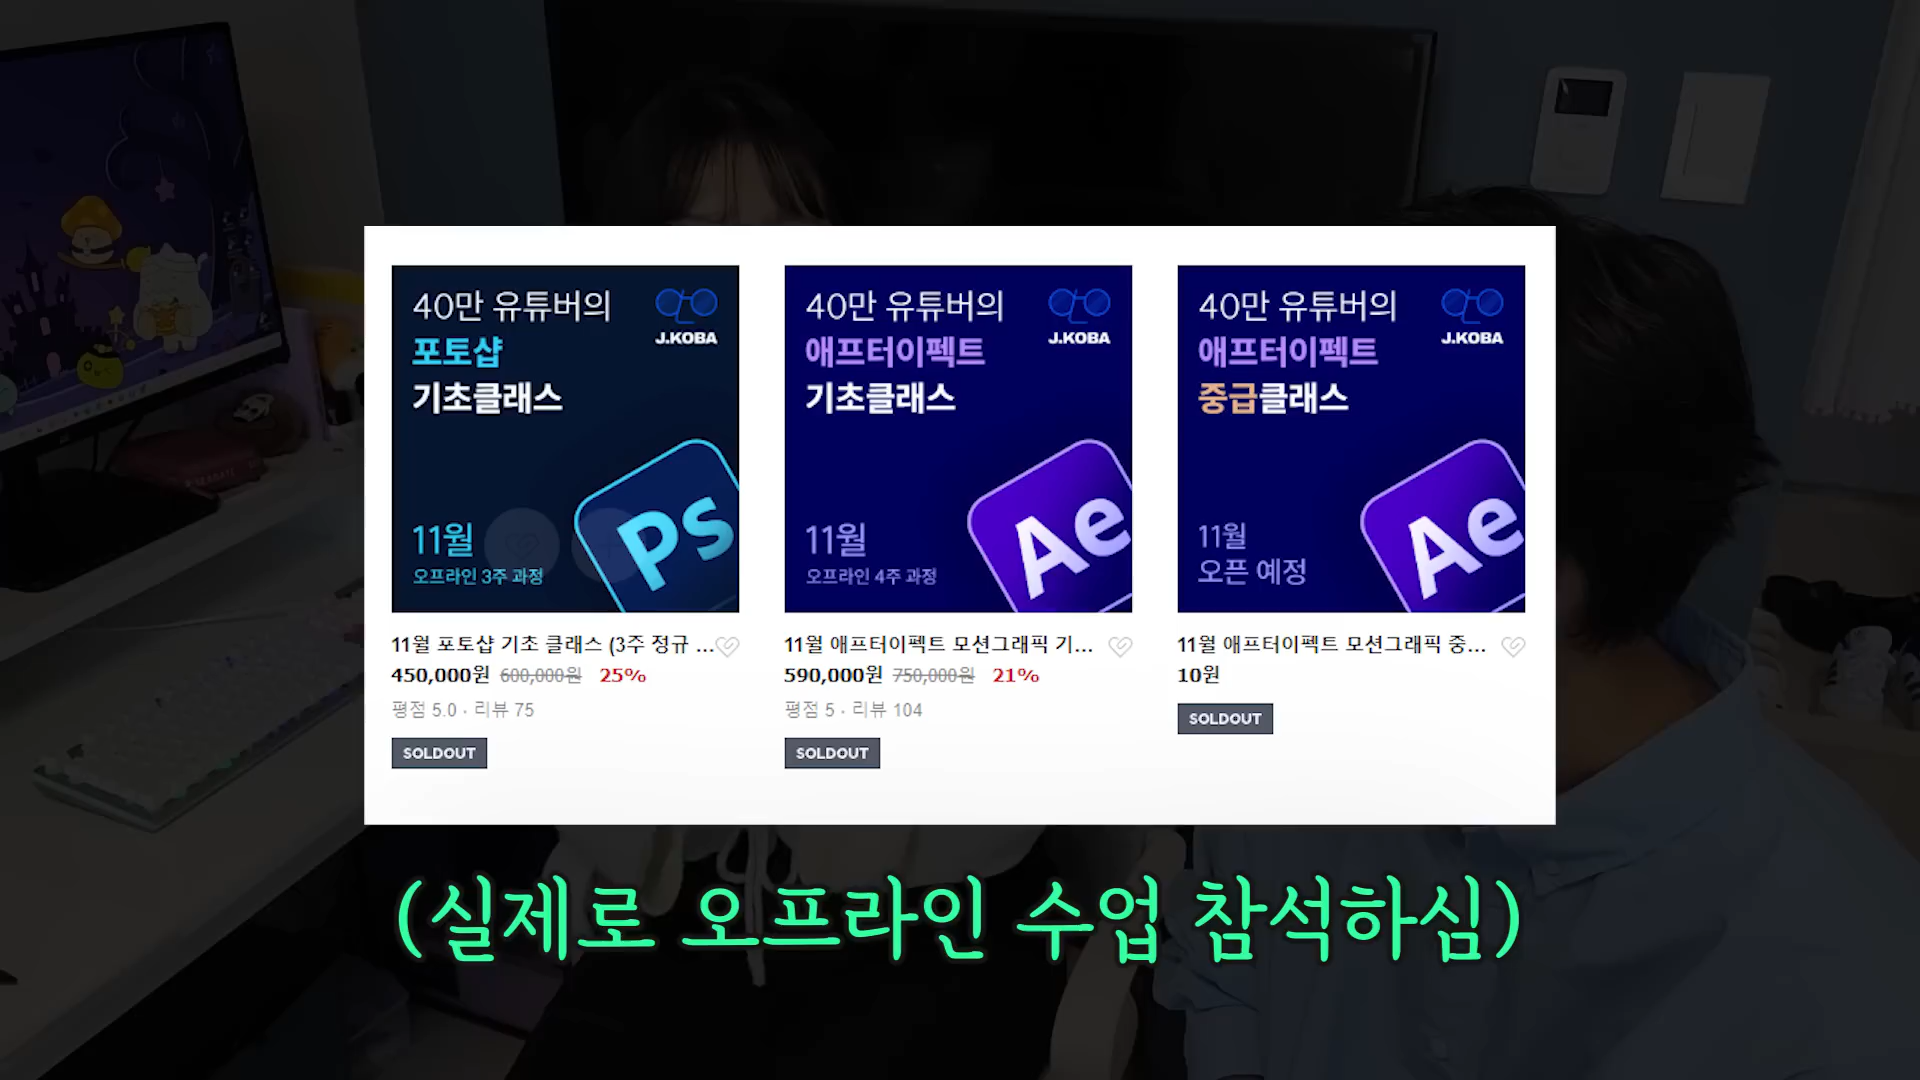 40만 유튜버의
포토샵
기초클래스
J.KOBA
11월
오프라인 3주 과정
Ps
11월 포토샵 기초 클래스 (3주 정규 ...
450,000원 600,000원 25%
평점 5.0 · 리뷰 75
SOLDOUT
40만 유튜버의
애프터이펙트
기초클래스
J.KOBA
11월
오프라인 4주 과정
Ae
11월 애프터이펙트 모션그래픽 기...
590,000원 750,000원 21%
평점 5 · 리뷰 104
SOLDOUT
40만 유튜버의
애프터이펙트
중급클래스
J.KOBA
11월
오픈 예정
Ae
11월 애프터이펙트 모션그래픽 중...
10원
SOLDOUT
(실제로 오프라인 수업 참석하심)